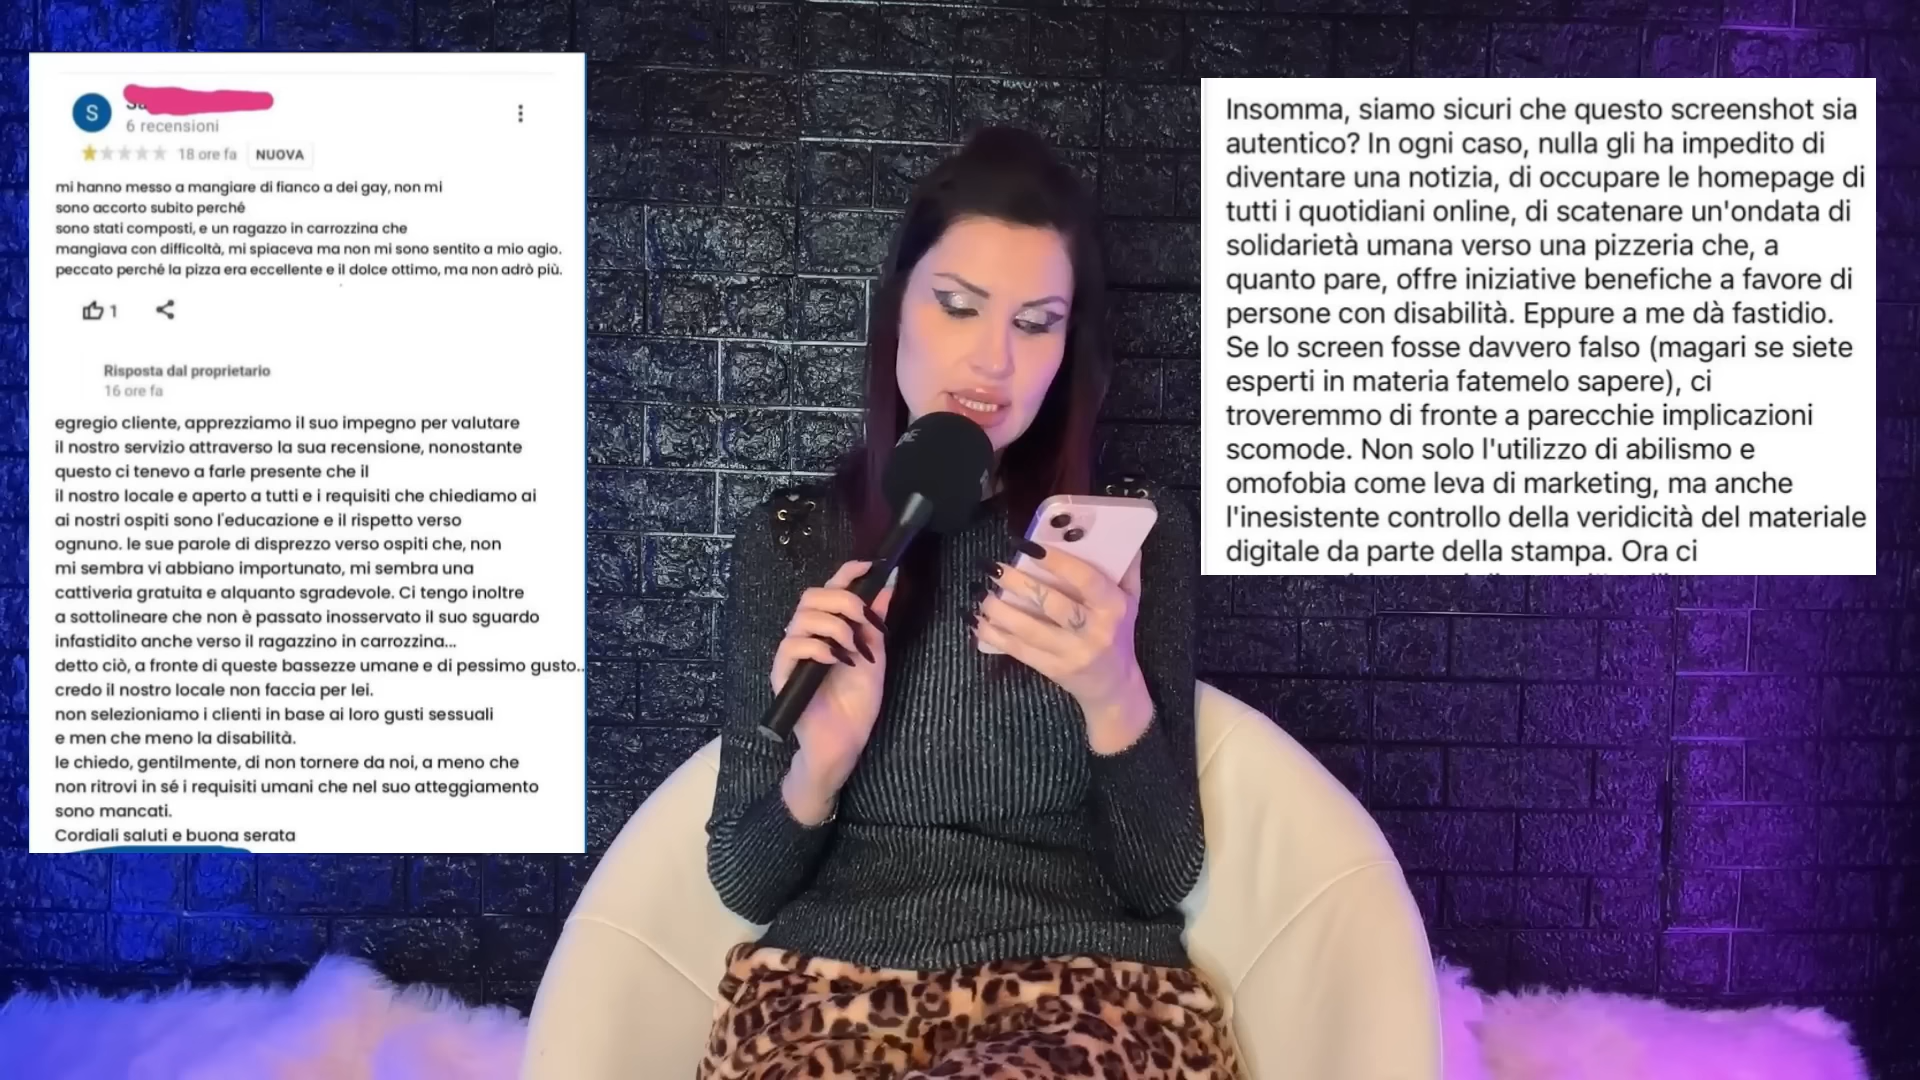 S
6 recensioni
18 ore fa NUOVA
mi hanno messo a mangiare di fianco a dei gay, non mi
sono accorto subito perché
sono stati composti, e un ragazzo in carrozzina che
mangiava con difficoltà, mi spiaceva ma non mi sono sentito a mio agio.
peccato perché la pizza era eccellente e il dolce ottimo, ma non adrò più.
1
Risposta dal proprietario
16 ore fa
egregio cliente, apprezziamo il suo impegno per valutare
il nostro servizio attraverso la sua recensione, nonostante
questo ci tenevo a farle presente che il
il nostro locale e aperto a tutti e i requisiti che chiediamo ai
ai nostri ospiti sono l'educazione e il rispetto verso
ognuno. le sue parole di disprezzo verso ospiti che, non
mi sembra vi abbiano importunato, mi sembra una
cattiveria gratuita e alquanto sgradevole. Ci tengo inoltre
a sottolineare che non è passato inosservato il suo sguardo
infastidito anche verso il ragazzino in carrozzina...
detto ciò, a fronte di queste bassezze umane e di pessimo gusto..
credo il nostro locale non faccia per lei.
non selezioniamo i clienti in base ai loro gusti sessuali
e men che meno la disabilità.
le chiedo, gentilmente, di non tornere da noi, a meno che
non ritrovi in sé i requisiti umani che nel suo atteggiamento
sono mancati.
Cordiali saluti e buona serata
Insomma, siamo sicuri che questo screenshot sia
autentico? In ogni caso, nulla gli ha impedito di
diventare una notizia, di occupare le homepage di
tutti i quotidiani online, di scatenare un'ondata di
solidarietà umana verso una pizzeria che, a
quanto pare, offre iniziative benefiche a favore di
persone con disabilità. Eppure a me dà fastidio.
Se lo screen fosse davvero falso (magari se siete
esperti in materia fatemelo sapere), ci
troveremmo di fronte a parecchie implicazioni
scomode. Non solo l'utilizzo di abilismo e
omofobia come leva di marketing, ma anche
l'inesistente controllo della veridicità del materiale
digitale da parte della stampa. Ora ci